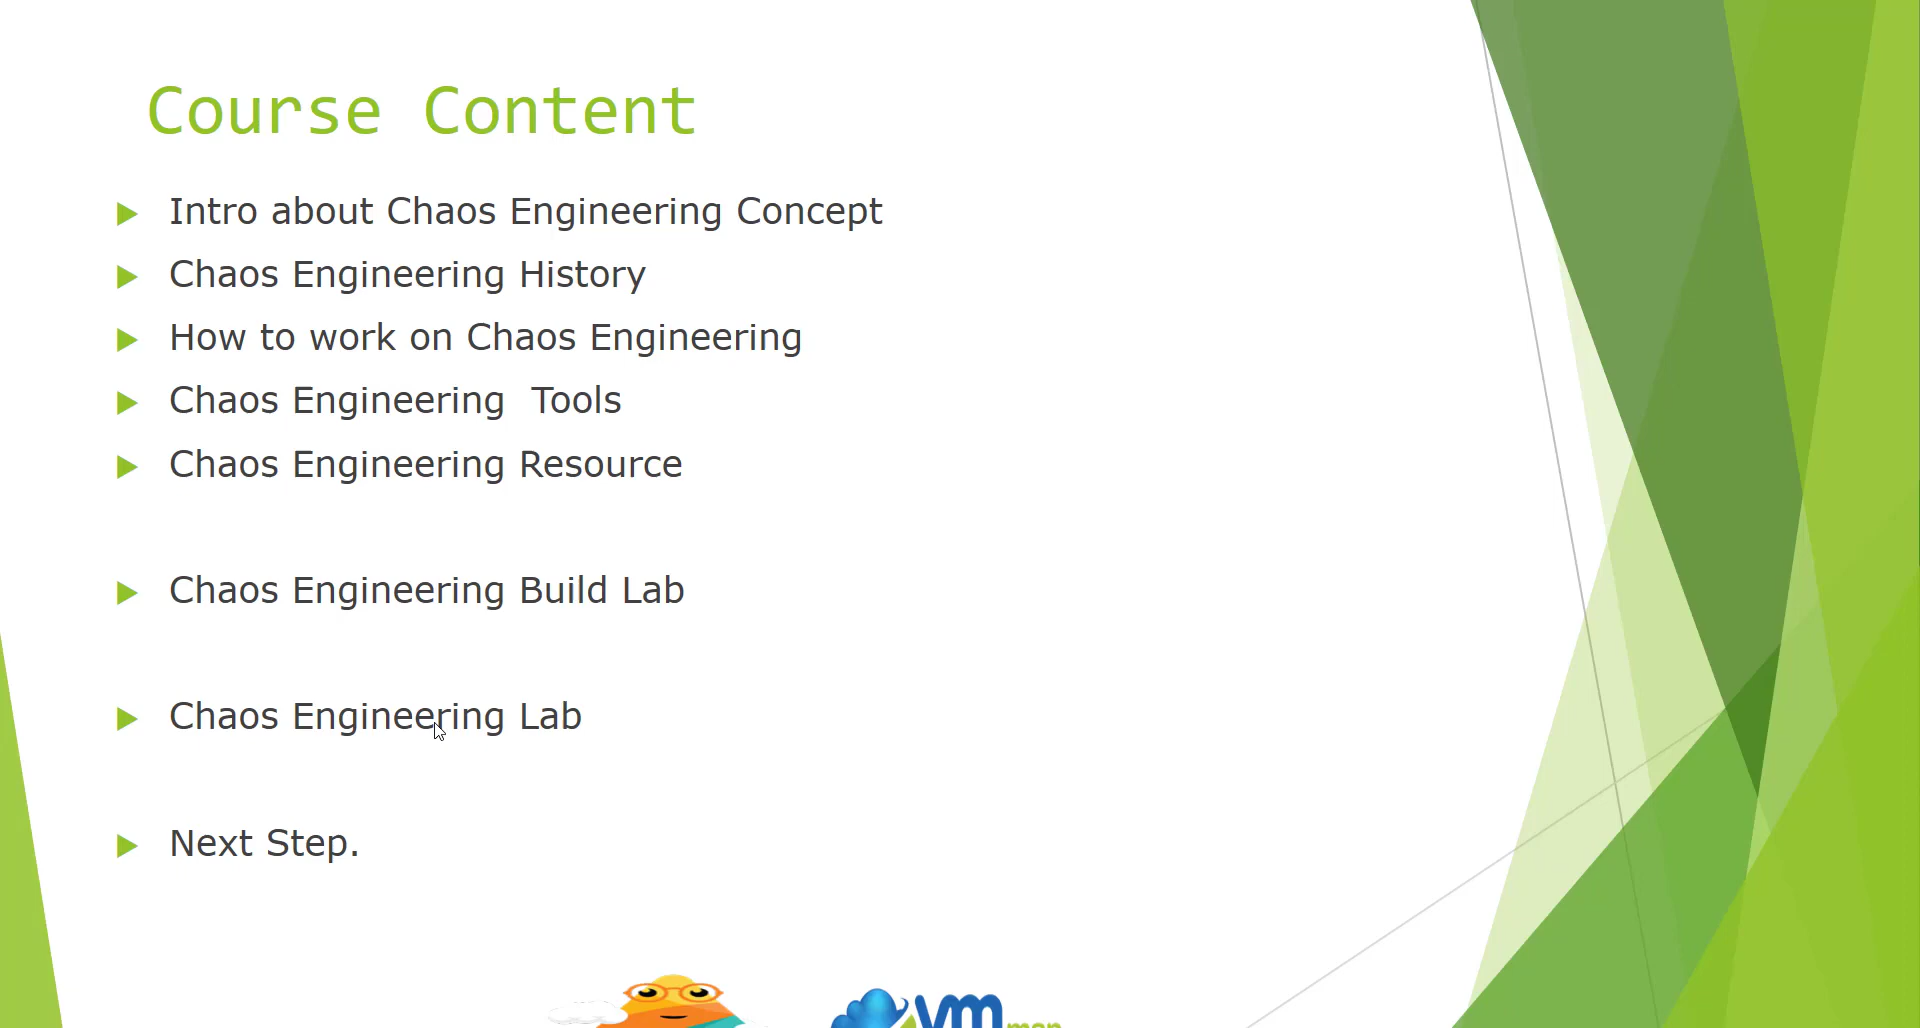 Course Content
Intro about Chaos Engineering Concept
Chaos Engineering History
How to work on Chaos Engineering
Chaos Engineering  Tools
Chaos Engineering Resource
Chaos Engineering Build Lab
Chaos Engineering Lab
Next Step.
vm